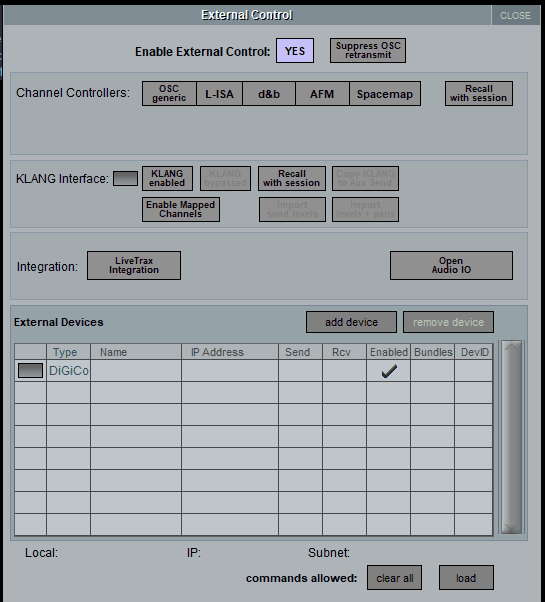 External Control
CLOSE
Enable External Control:
YES
Suppress OSC
retransmit
Channel Controllers:
OSC
generic
L-ISA
d&b
AFM
Spacemap
Recall
with session
KLANG Interface:
KLANG
enabled
KLANG
bypassed
Recall
with session
Copy KLANG
to Aux Send
Enable Mapped
Channels
Import
send levels
Import
levels + pans
Integration:
LiveTrax
Integration
Open
Audio IO
External Devices
add device
remove device
Type Name IP Address Send Rcv Enabled Bundles DevID
DiGiCo
Local: IP: Subnet:
commands allowed:
clear all
load